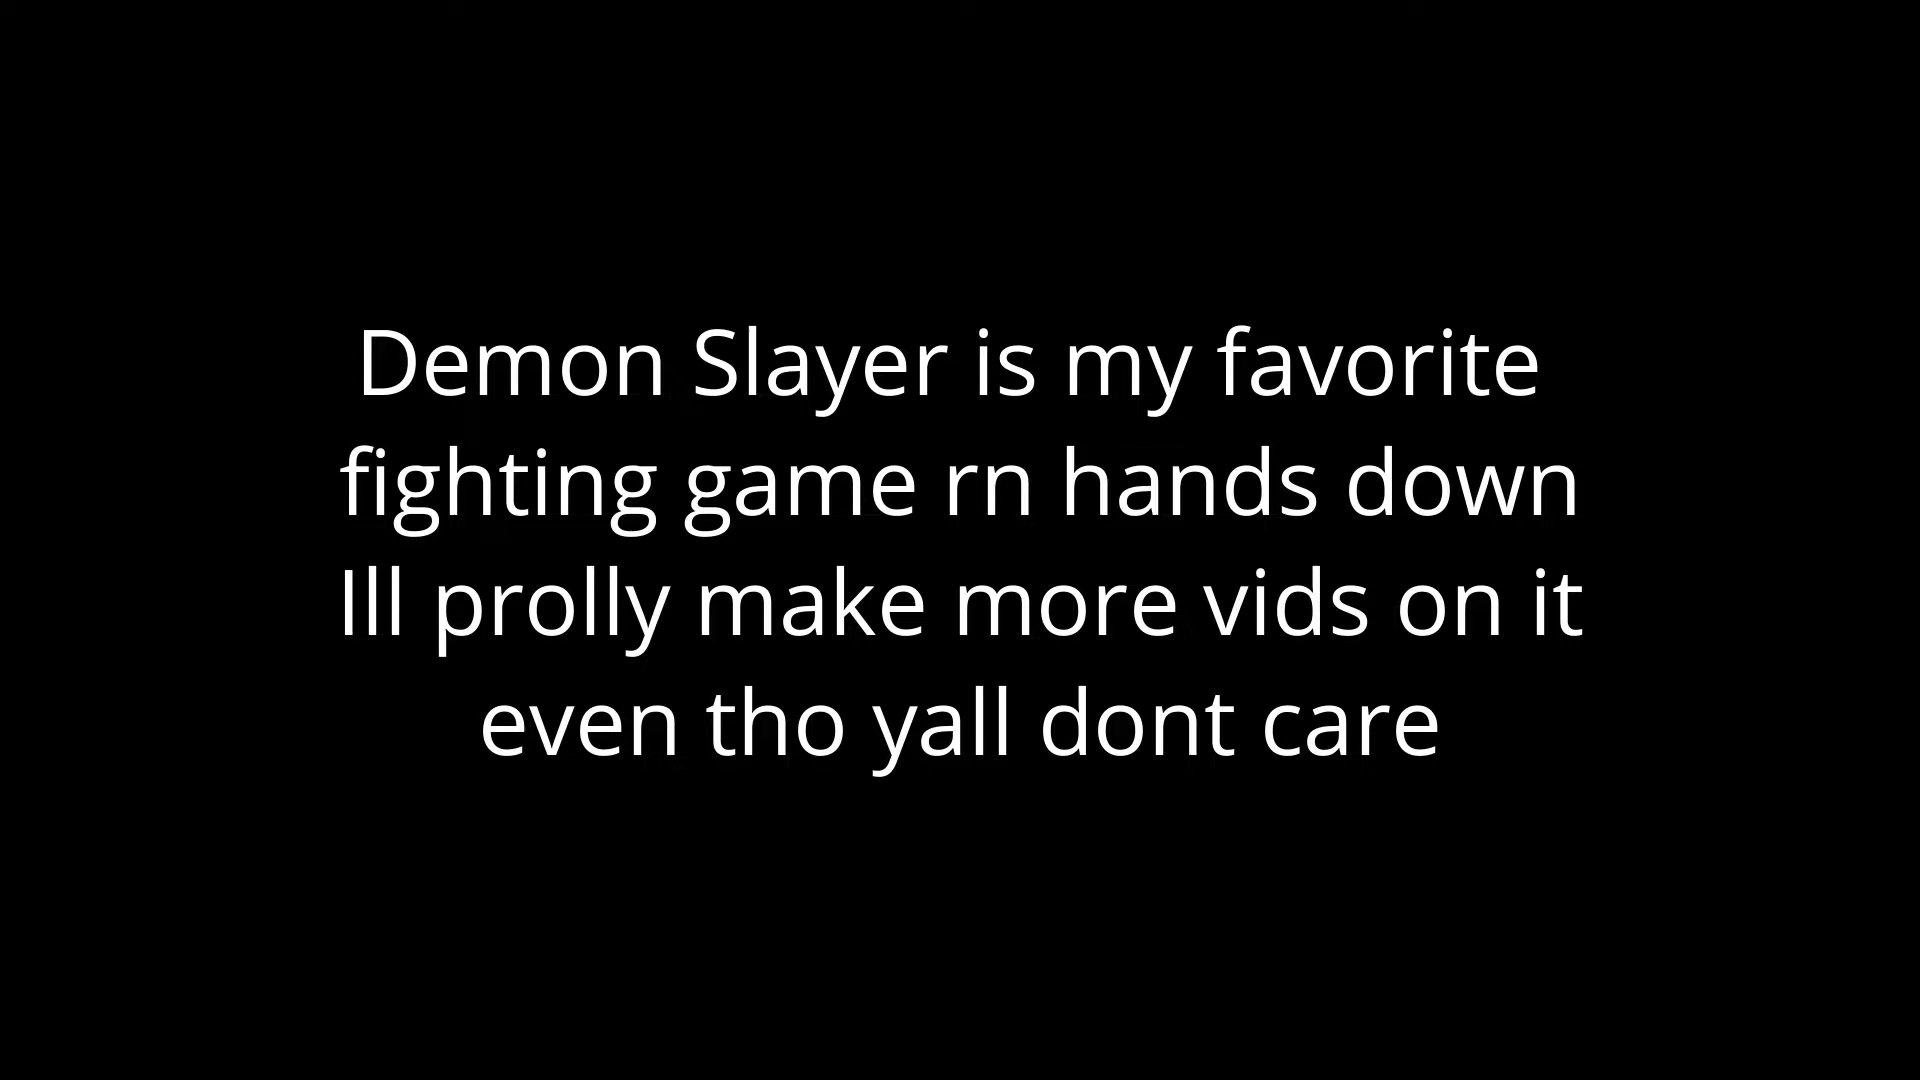 Demon Slayer is my favorite
fighting game rn hands down
Ill prolly make more vids on it
even tho yall dont care